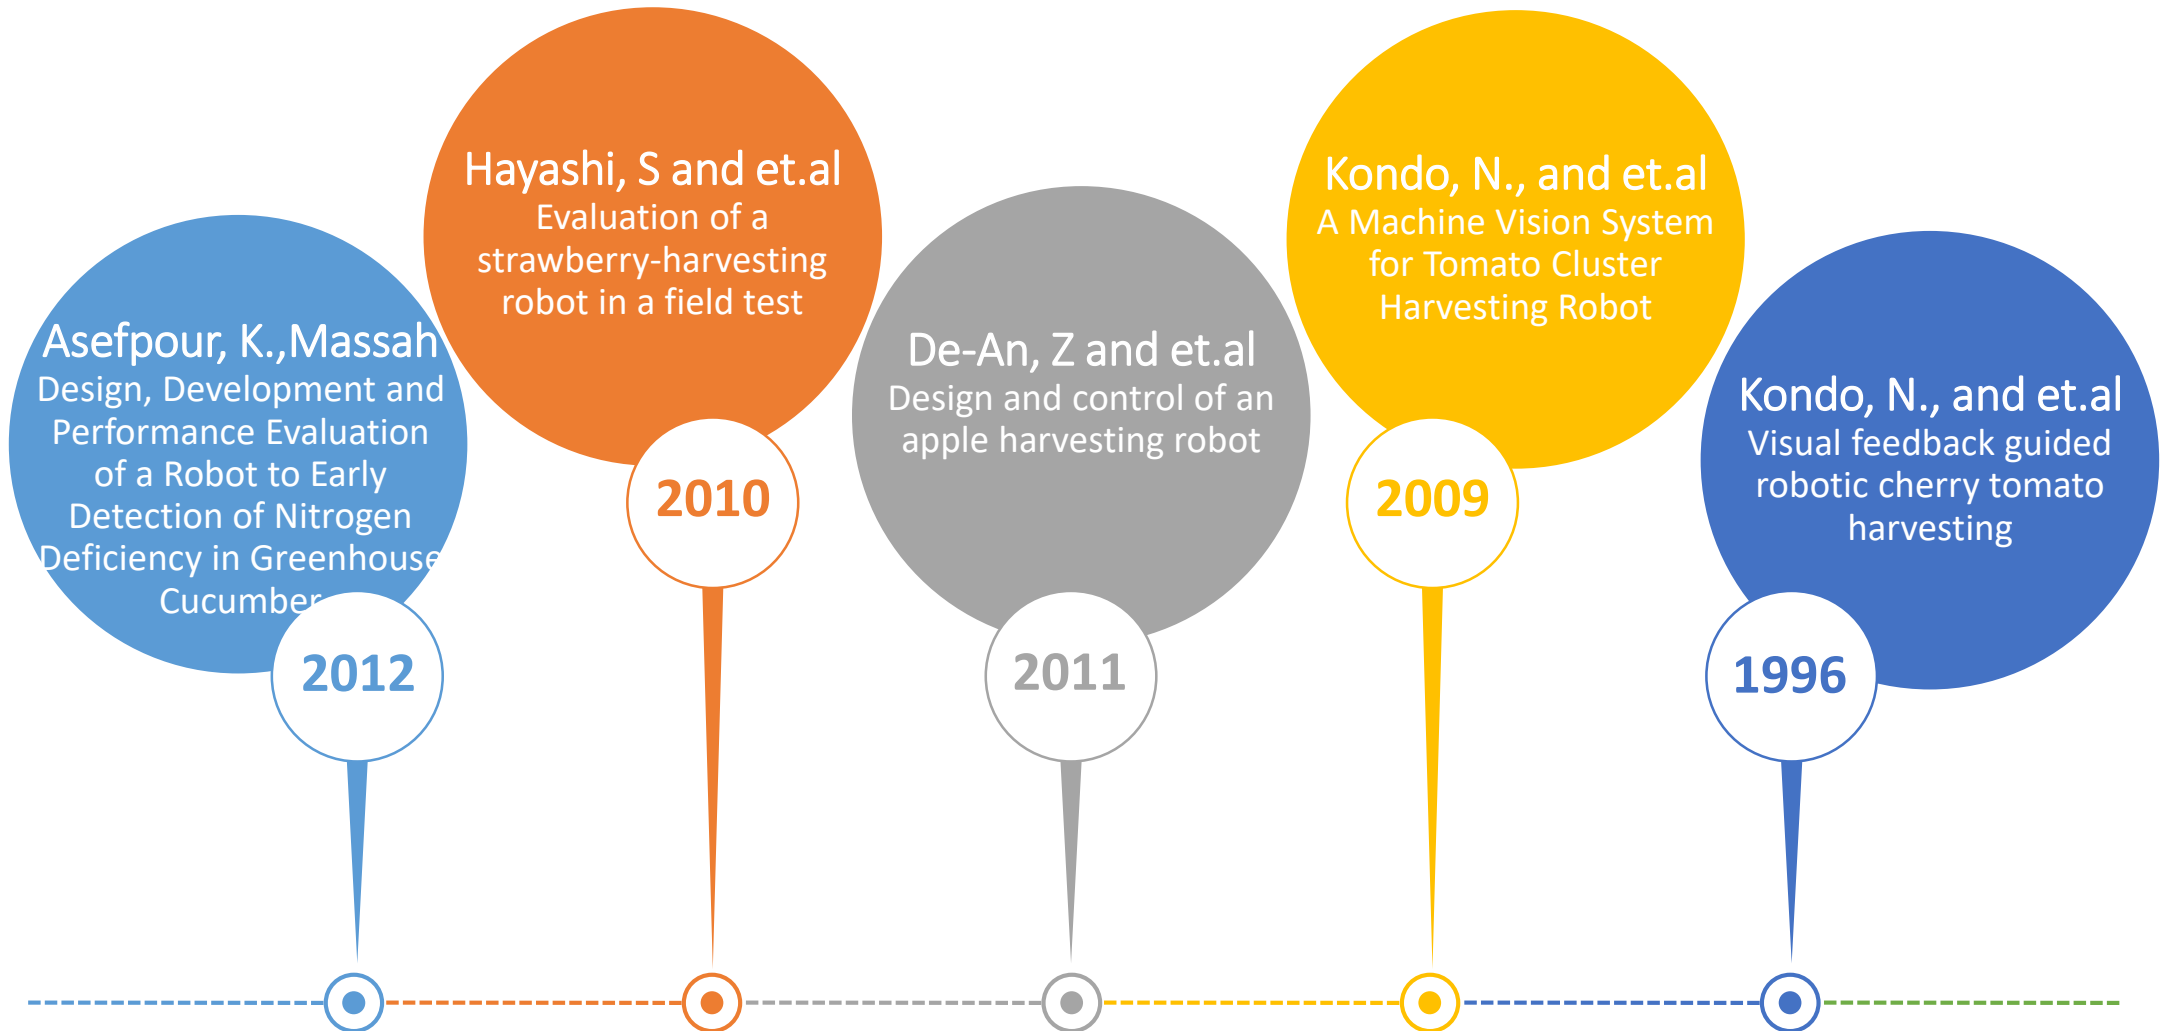 Asefpour, K.,Massah
Design, Development and
Performance Evaluation
of a Robot to Early
Detection of Nitrogen
Deficiency in Greenhouse
Cucumber
2012
Hayashi, S and et.al
Evaluation of a
strawberry-harvesting
robot in a field test
2010
De-An, Z and et.al
Design and control of an
apple harvesting robot
2011
Kondo, N., and et.al
A Machine Vision System
for Tomato Cluster
Harvesting Robot
2009
Kondo, N., and et.al
Visual feedback guided
robotic cherry tomato
harvesting
1996